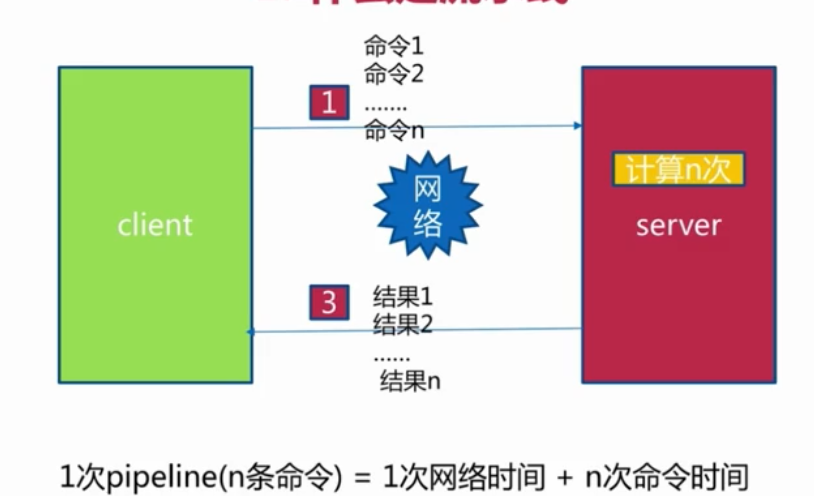 命令1
命令2
1
.......
命令n
计算n次
网
络
client
server
3
结果1
结果2
......
结果n
1次pipeline(n条命令) = 1次网络时间 + n次命令时间